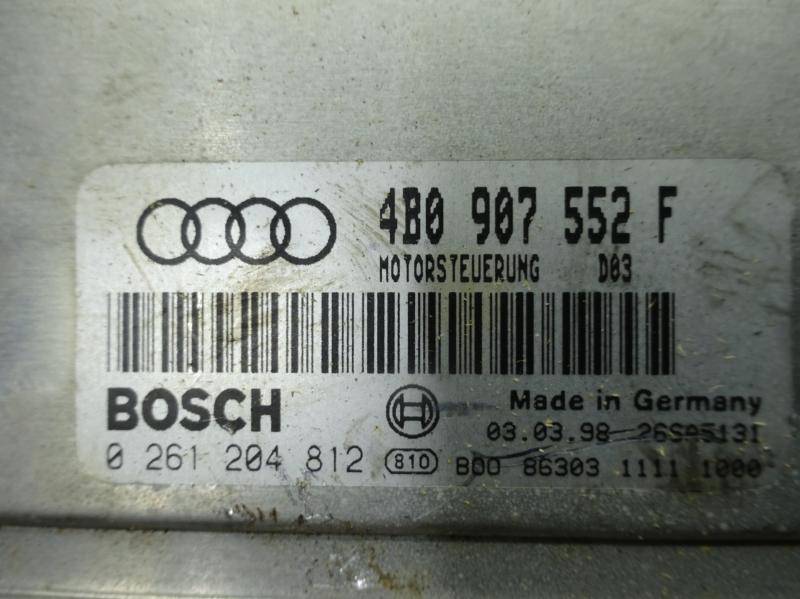 4B0 907 552 F
MOTORSTEUERUNG D03
BOSCH
Made in Germany
03.03.98 26SA5131
0 261 204 812 810 B00 86303 1111 1000